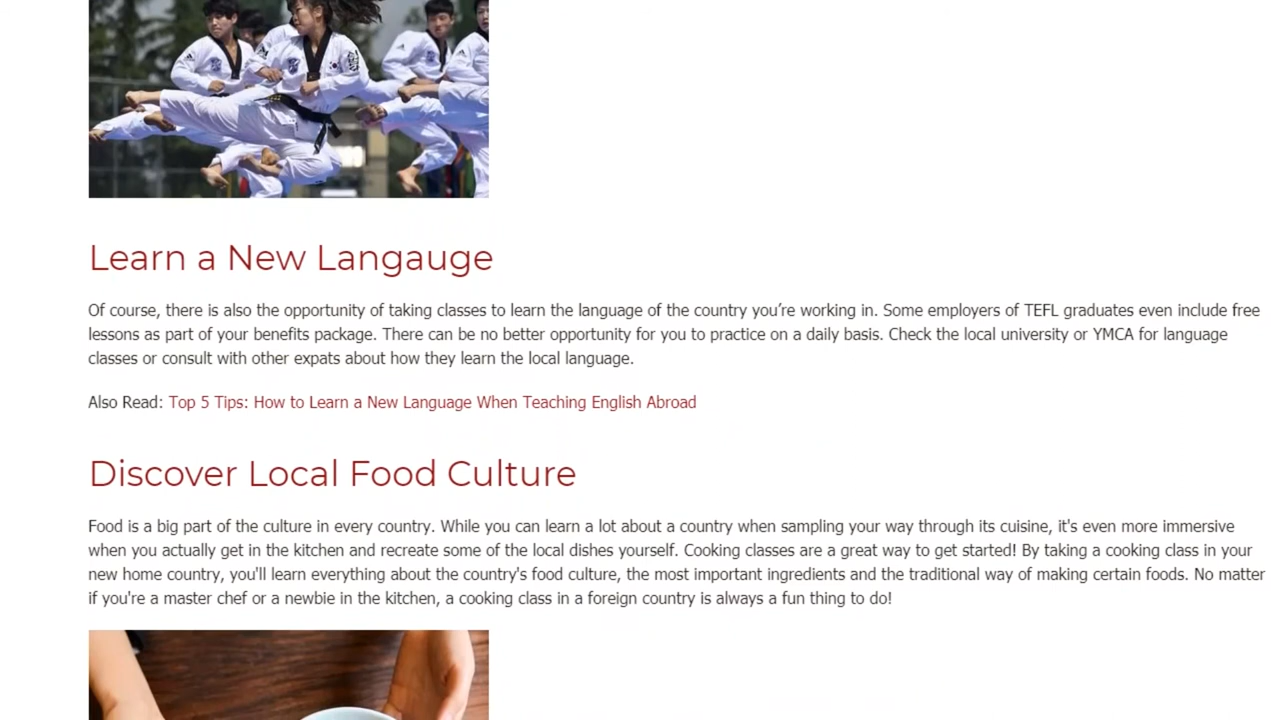 Learn a New Langauge
Of course, there is also the opportunity of taking classes to learn the language of the country you’re working in. Some employers of TEFL graduates even include free
lessons as part of your benefits package. There can be no better opportunity for you to practice on a daily basis. Check the local university or YMCA for language
classes or consult with other expats about how they learn the local language.
Also Read: Top 5 Tips: How to Learn a New Language When Teaching English Abroad
Discover Local Food Culture
Food is a big part of the culture in every country. While you can learn a lot about a country when sampling your way through its cuisine, it's even more immersive
when you actually get in the kitchen and recreate some of the local dishes yourself. Cooking classes are a great way to get started! By taking a cooking class in your
new home country, you'll learn everything about the country's food culture, the most important ingredients and the traditional way of making certain foods. No matter
if you're a master chef or a newbie in the kitchen, a cooking class in a foreign country is always a fun thing to do!